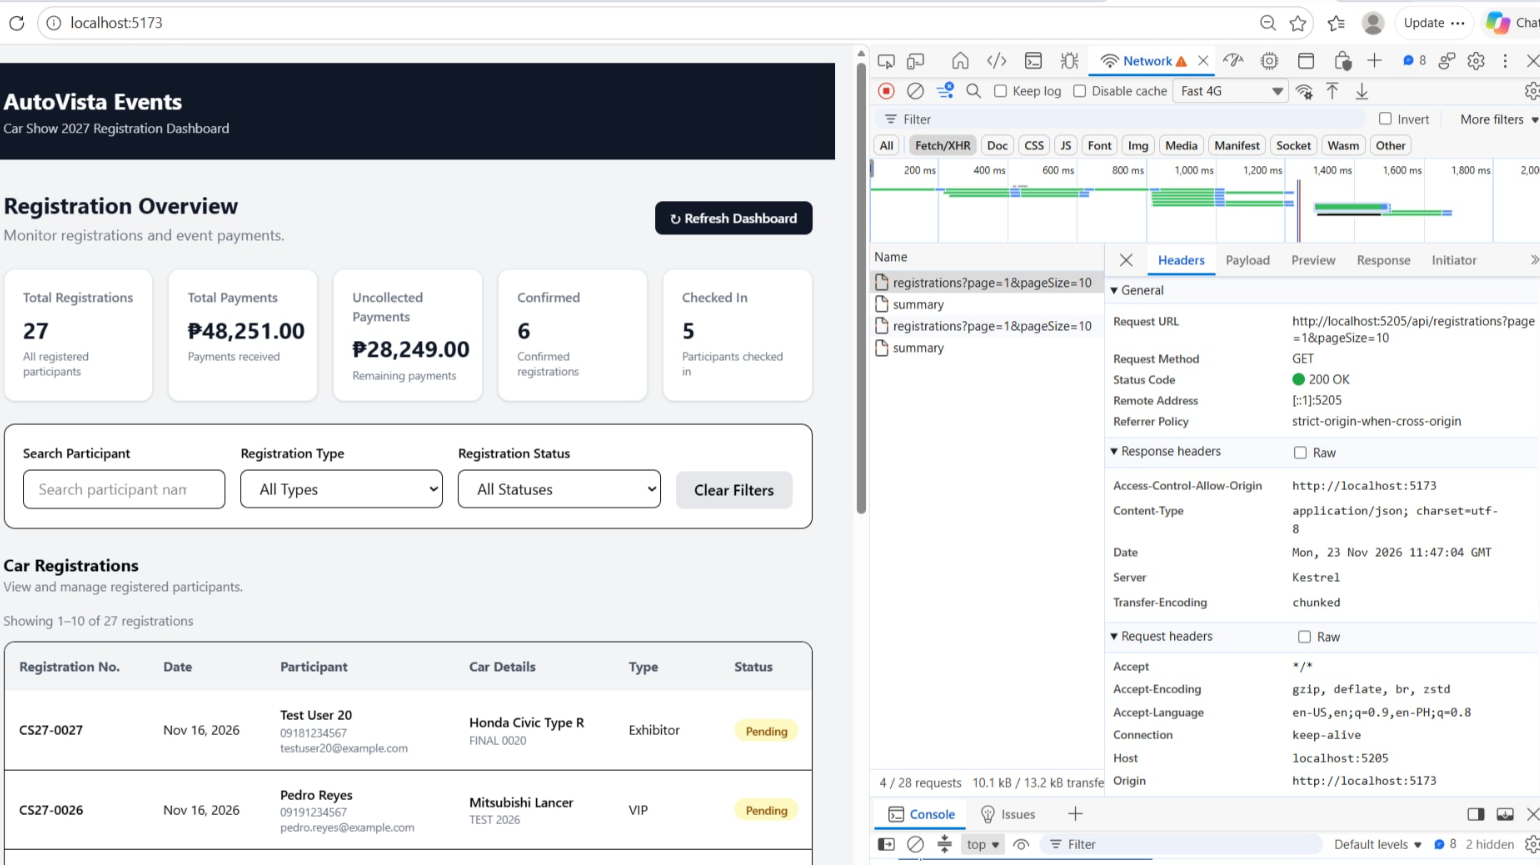 localhost:5173
Update
Chat
AutoVista Events
Car Show 2027 Registration Dashboard
Registration Overview
Monitor registrations and event payments.
↻ Refresh Dashboard
Total Registrations
27
All registered
participants
Total Payments
₱48,251.00
Payments received
Uncollected
Payments
₱28,249.00
Remaining payments
Confirmed
6
Confirmed
registrations
Checked In
5
Participants checked
in
Search Participant
Search participant nam
Registration Type
All Types
Registration Status
All Statuses
Clear Filters
Car Registrations
View and manage registered participants.
Showing 1–10 of 27 registrations
Registration No. Date Participant Car Details Type Status
CS27-0027
Nov 16, 2026
Test User 20
09181234567
testuser20@example.com
Honda Civic Type R
FINAL 0020
Exhibitor
Pending
CS27-0026
Nov 16, 2026
Pedro Reyes
09191234567
pedro.reyes@example.com
Mitsubishi Lancer
TEST 2026
VIP
Pending
Network
8
Keep log Disable cache Fast 4G
Filter Invert More filters
All Fetch/XHR Doc CSS JS Font Img Media Manifest Socket Wasm Other
200 ms 400 ms 600 ms 800 ms 1,000 ms 1,200 ms 1,400 ms 1,600 ms 1,800 ms 2,00
Name
registrations?page=1&pageSize=10
summary
registrations?page=1&pageSize=10
summary
4 / 28 requests 10.1 kB / 13.2 kB transfe
Headers Payload Preview Response Initiator
General
Request URL http://localhost:5205/api/registrations?page
=1&pageSize=10
Request Method GET
Status Code 200 OK
Remote Address [::1]:5205
Referrer Policy strict-origin-when-cross-origin
Response headers Raw
Access-Control-Allow-Origin http://localhost:5173
Content-Type application/json; charset=utf-
8
Date Mon, 23 Nov 2026 11:47:04 GMT
Server Kestrel
Transfer-Encoding chunked
Request headers Raw
Accept */*
Accept-Encoding gzip, deflate, br, zstd
Accept-Language en-US,en;q=0.9,en-PH;q=0.8
Connection keep-alive
Host localhost:5205
Origin http://localhost:5173
Console Issues
top Filter Default levels 8 2 hidden